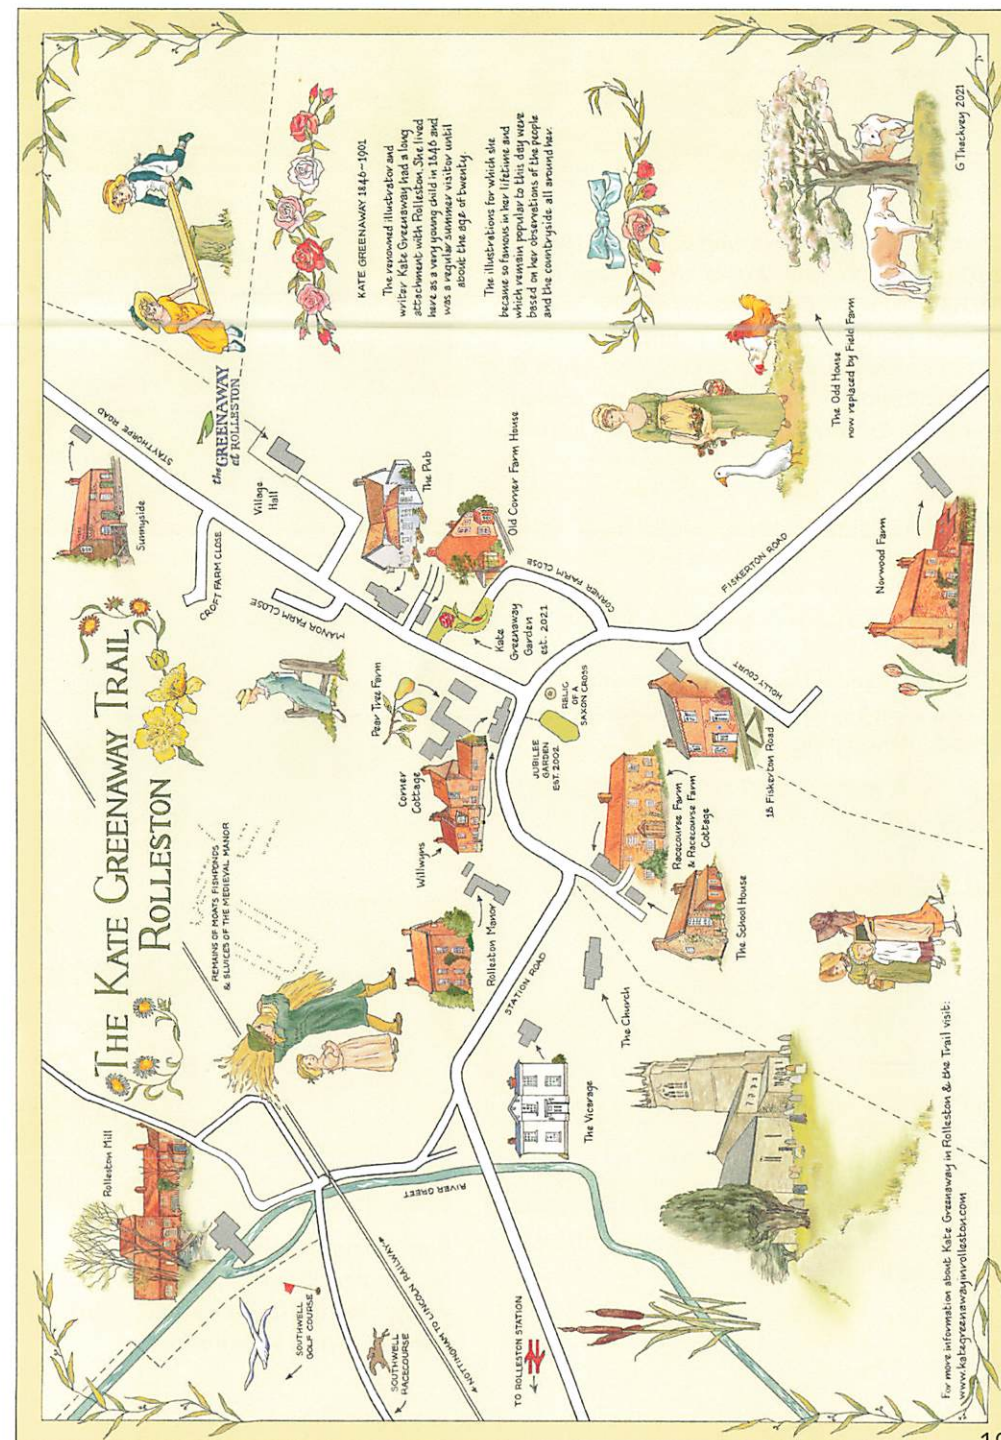 THE KATE GREENAWAY TRAIL
ROLLESTON
Rolleston Mill
SOUTHWELL
GOLF COURSE
SOUTHWELL
RACECOURSE
NOTTINGHAM TO LINCOLN RAILWAY
TO ROLLESTON STATION
RIVER GREET
REMAINS OF MOATS FISHPONDS
& SLUICES OF THE MEDIEVAL MANOR
Rolleston Manor
STATION ROAD
The Vicarage
The Church
Willwyns
Corner
Cottage
Pear Tree Farm
JUBILEE
GARDEN
EST. 2002
RELIC
OF A
SAXON CROSS
Racecourse Farm
& Racecourse Farm
Cottage
The School House
18 Fiskerton Road
HOLLY COURT
FISKERTON ROAD
Norwood Farm
CORNER FARM CLOSE
Kate
Greenaway
Garden
est. 2021
Old Corner Farm House
The Pub
MANOR FARM CLOSE
CROFT FARM CLOSE
Sunnyside
STAYTHORPE ROAD
Village
Hall
the GREENAWAY
at ROLLESTON
KATE GREENAWAY 1846-1901
The renowned illustrator and
writer Kate Greenaway had a long
attachment with Rolleston. She lived
here as a very young child in 1846 and
was a regular summer visitor until
about the age of twenty.
The illustrations for which she
became so famous in her lifetime and
which remain popular to this day were
based on her observations of the people
and the countryside all around her.
The Odd House
now replaced by Field Farm
G Thackrey 2021
For more information about Kate Greenaway in Rolleston & the Trail visit:
www.kategreenawayinrolleston.com